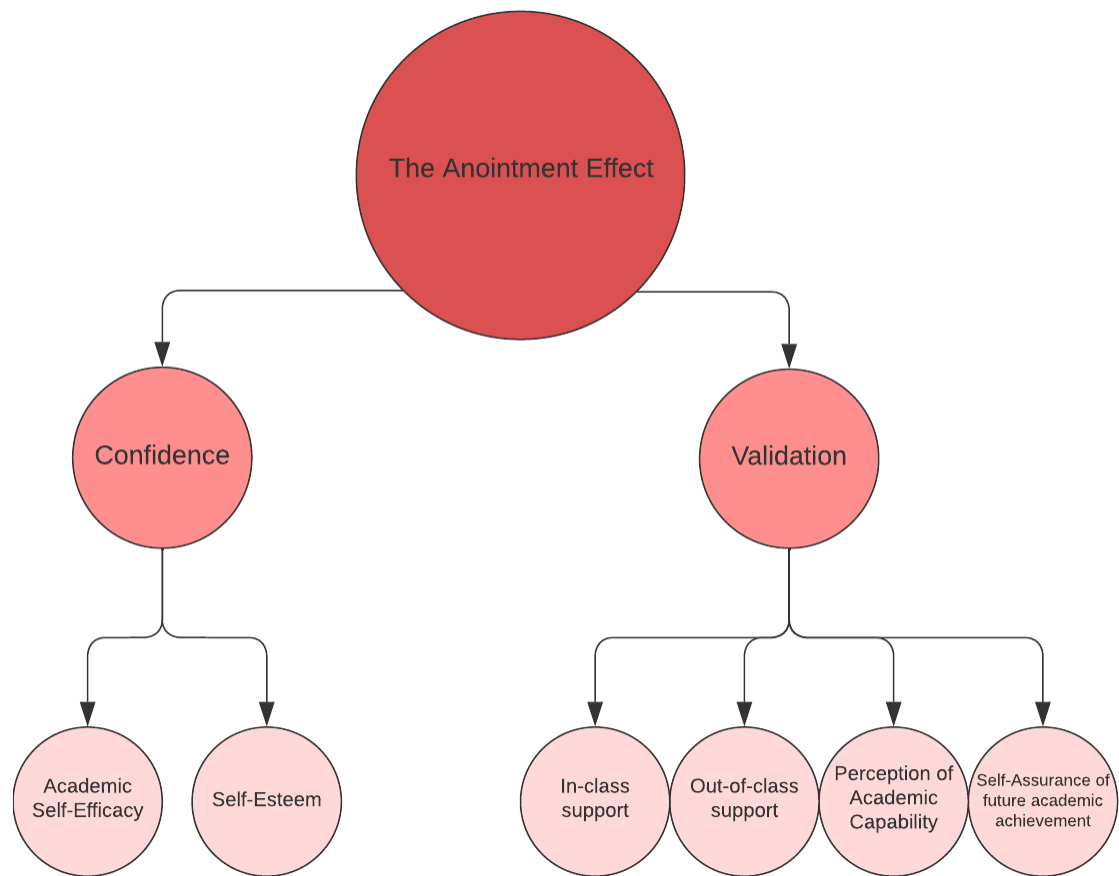 The Anointment Effect
Confidence
Validation
Academic
Self-Efficacy
Self-Esteem
In-class
support
Out-of-class
support
Perception of
Academic
Capability
Self-Assurance of
future academic
achievement